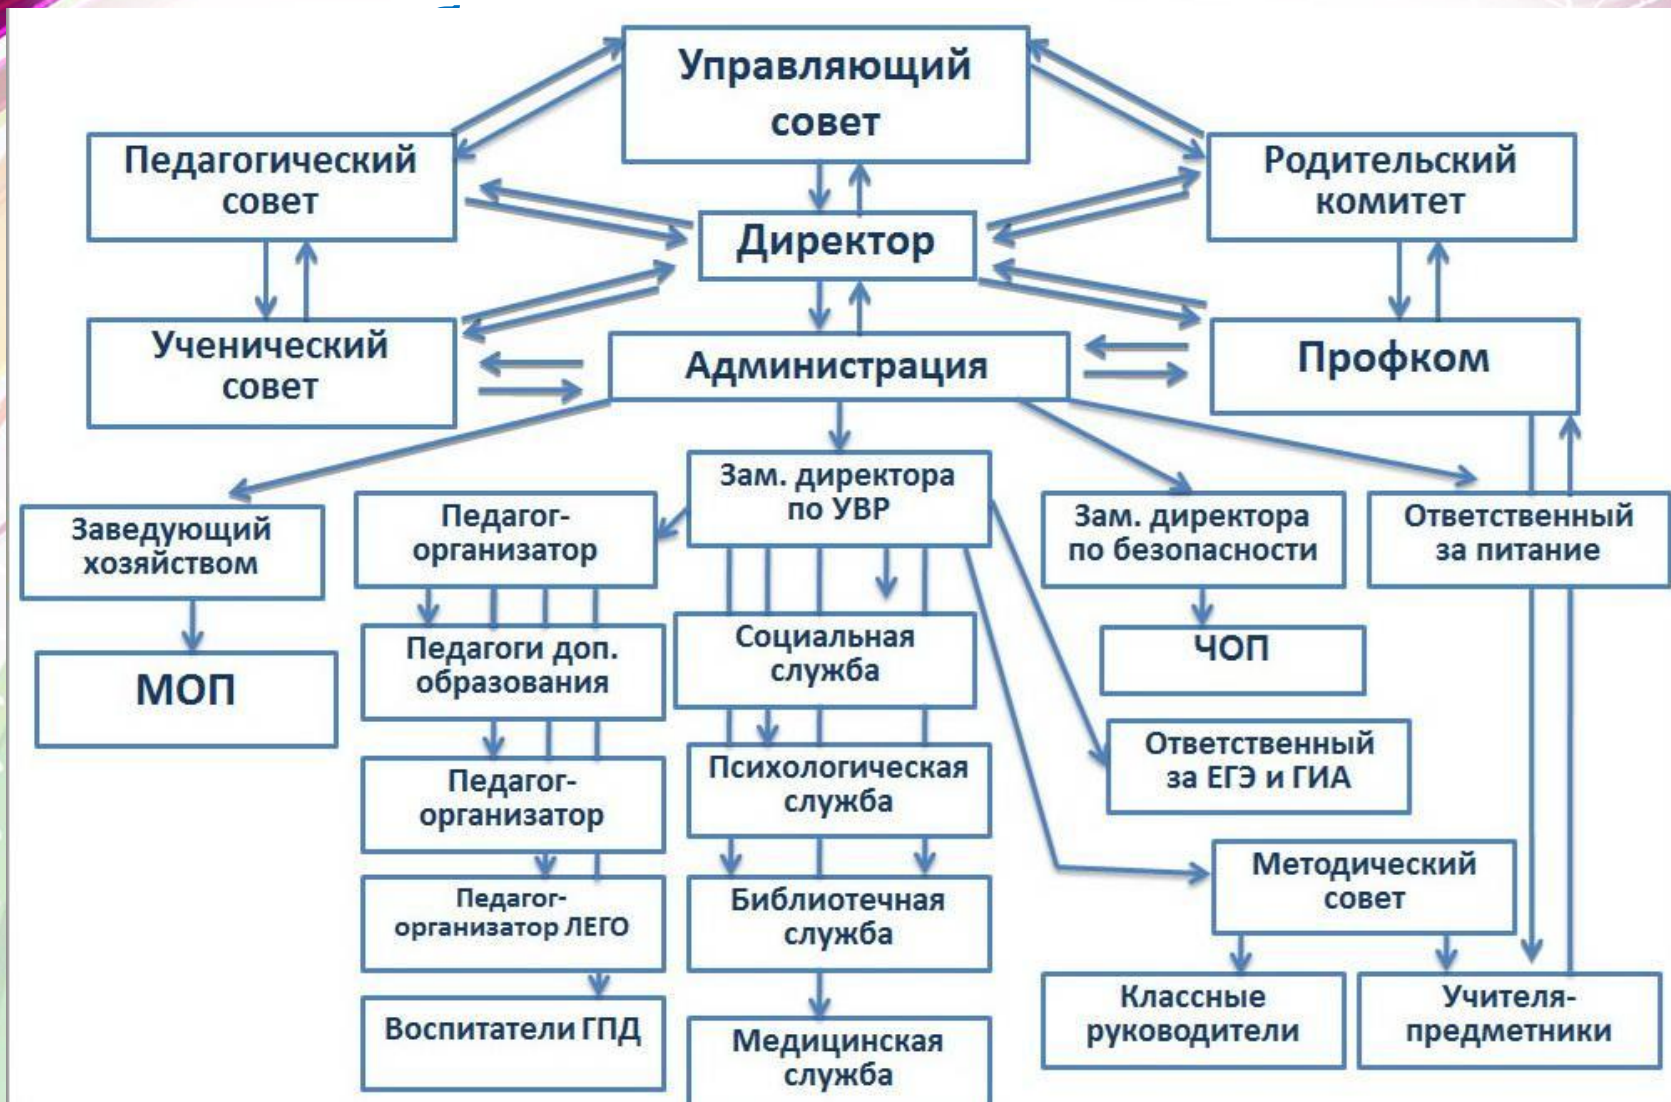 Управляющий
совет
Педагогический
совет
Родительский
комитет
Директор
Ученический
совет
Администрация
Профком
Заведующий
хозяйством
Педагог-
организатор
Зам. директора
по УВР
Зам. директора
по безопасности
Ответственный
за питание
МОП
Педагоги доп.
образования
Социальная
служба
ЧОП
Педагог-
организатор
Психологическая
служба
Ответственный
за ЕГЭ и ГИА
Педагог-
организатор ЛЕГО
Библиотечная
служба
Методический
совет
Воспитатели ГПД
Медицинская
служба
Классные
руководители
Учителя-
предметники